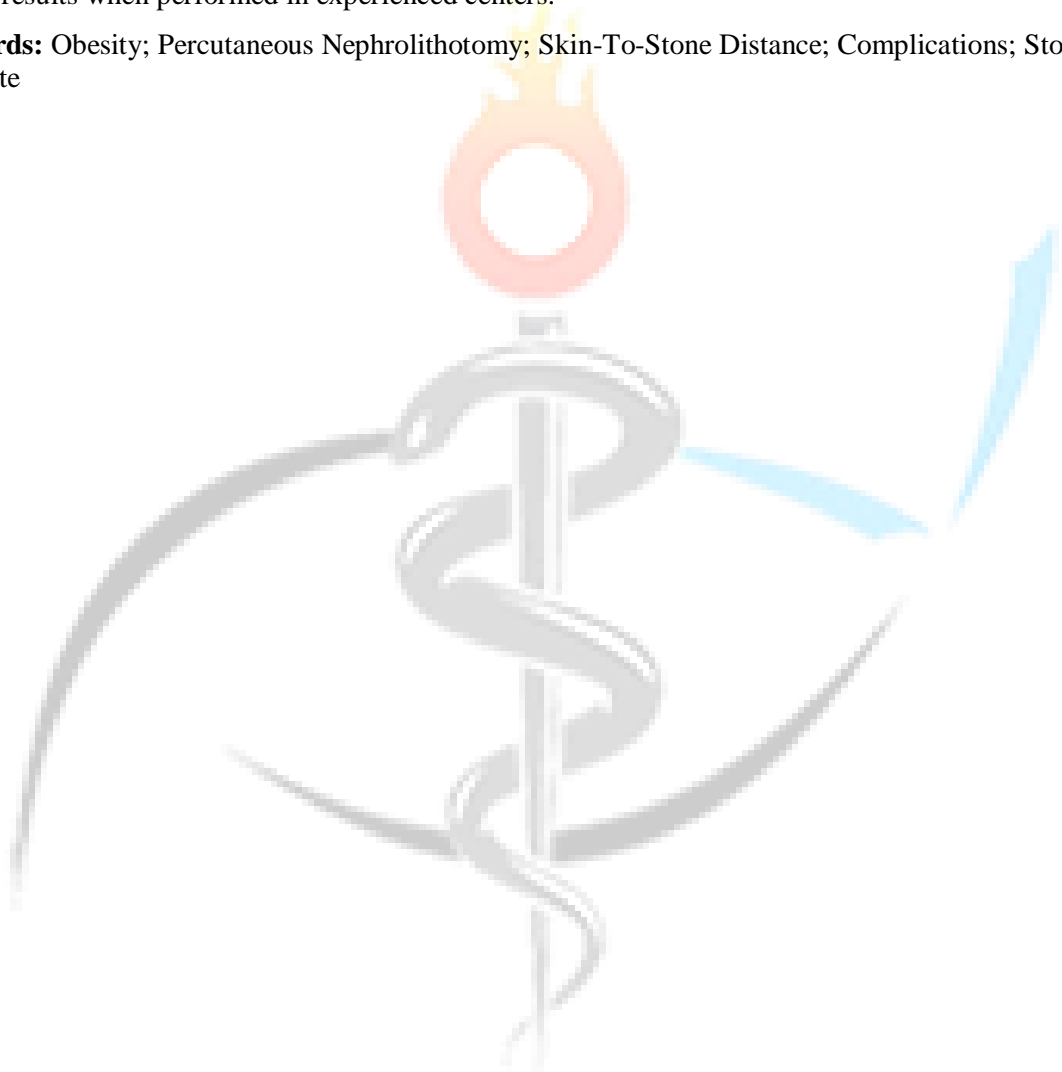 results when performed in experienced centers.
rds: Obesity; Percutaneous Nephrolithotomy; Skin-To-Stone Distance; Complications; Sto
te